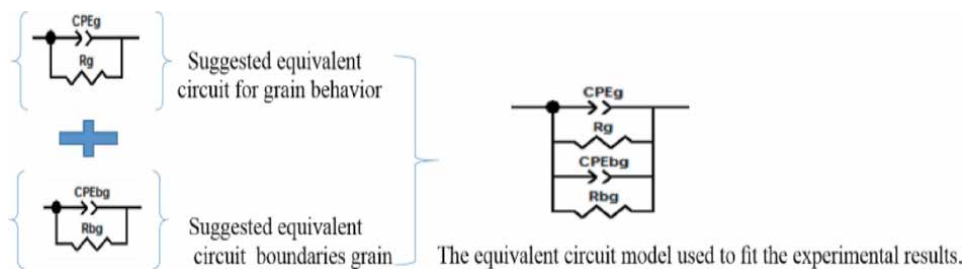 CPEg
Rg
Suggested equivalent
circuit for grain behavior
CPEbg
Rbg
Suggested equivalent
circuit boundaries grain
CPEg
Rg
CPEbg
Rbg
The equivalent circuit model used to fit the experimental results.